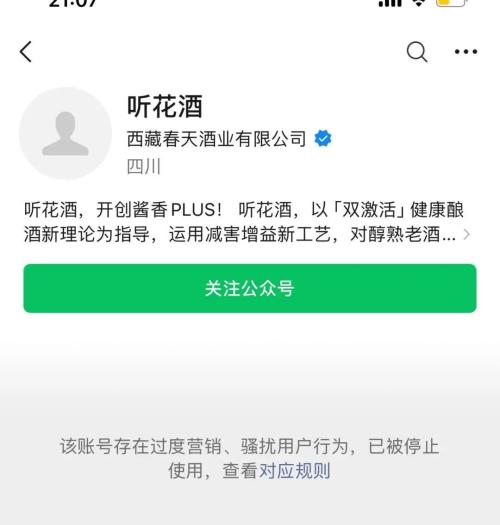 21:07
听花酒
西藏春天酒业有限公司
四川
听花酒，开创酱香PLUS！ 听花酒，以「双激活」健康酿
酒新理论为指导，运用减害增益新工艺，对醇熟老酒...
关注公众号
该账号存在过度营销、骚扰用户行为，已被停止
使用，查看对应规则